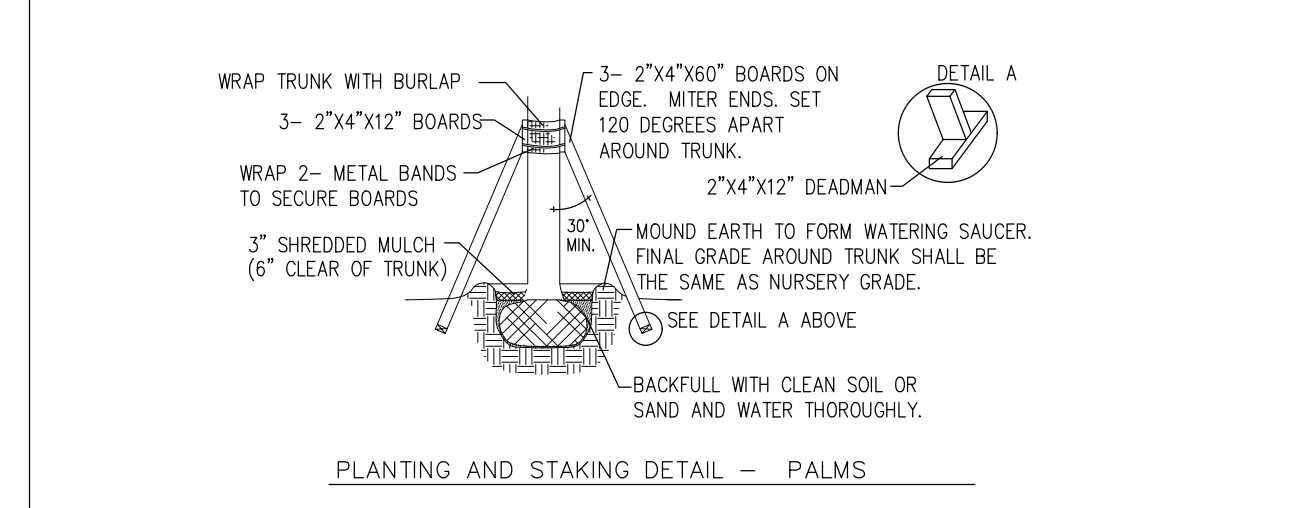 WRAP TRUNK WITH BURLAP
3- 2"X4"X12" BOARDS
WRAP 2- METAL BANDS
TO SECURE BOARDS
3" SHREDDED MULCH
(6" CLEAR OF TRUNK)
3- 2"X4"X60" BOARDS ON
EDGE. MITER ENDS. SET
120 DEGREES APART
AROUND TRUNK.
DETAIL A
2"X4"X12" DEADMAN
30°
MIN.
MOUND EARTH TO FORM WATERING SAUCER.
FINAL GRADE AROUND TRUNK SHALL BE
THE SAME AS NURSERY GRADE.
SEE DETAIL A ABOVE
BACKFULL WITH CLEAN SOIL OR
SAND AND WATER THOROUGHLY.
PLANTING AND STAKING DETAIL - PALMS